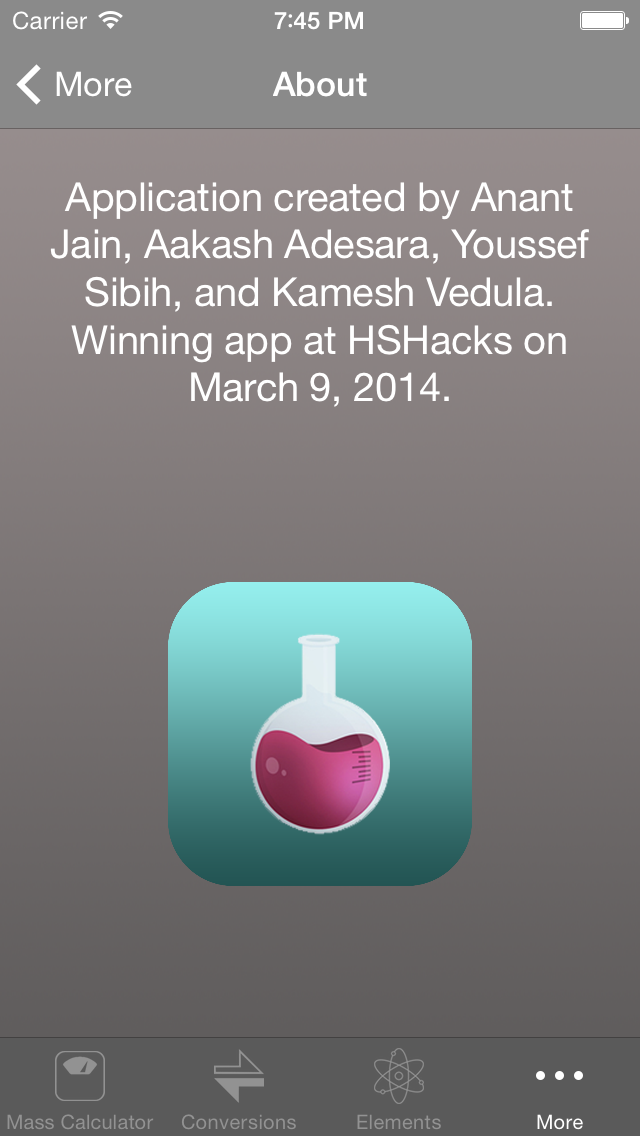 Carrier 7:45 PM
More About
Application created by Anant
Jain, Aakash Adesara, Youssef
Sibih, and Kamesh Vedula.
Winning app at HSHacks on
March 9, 2014.
Mass Calculator Conversions Elements More